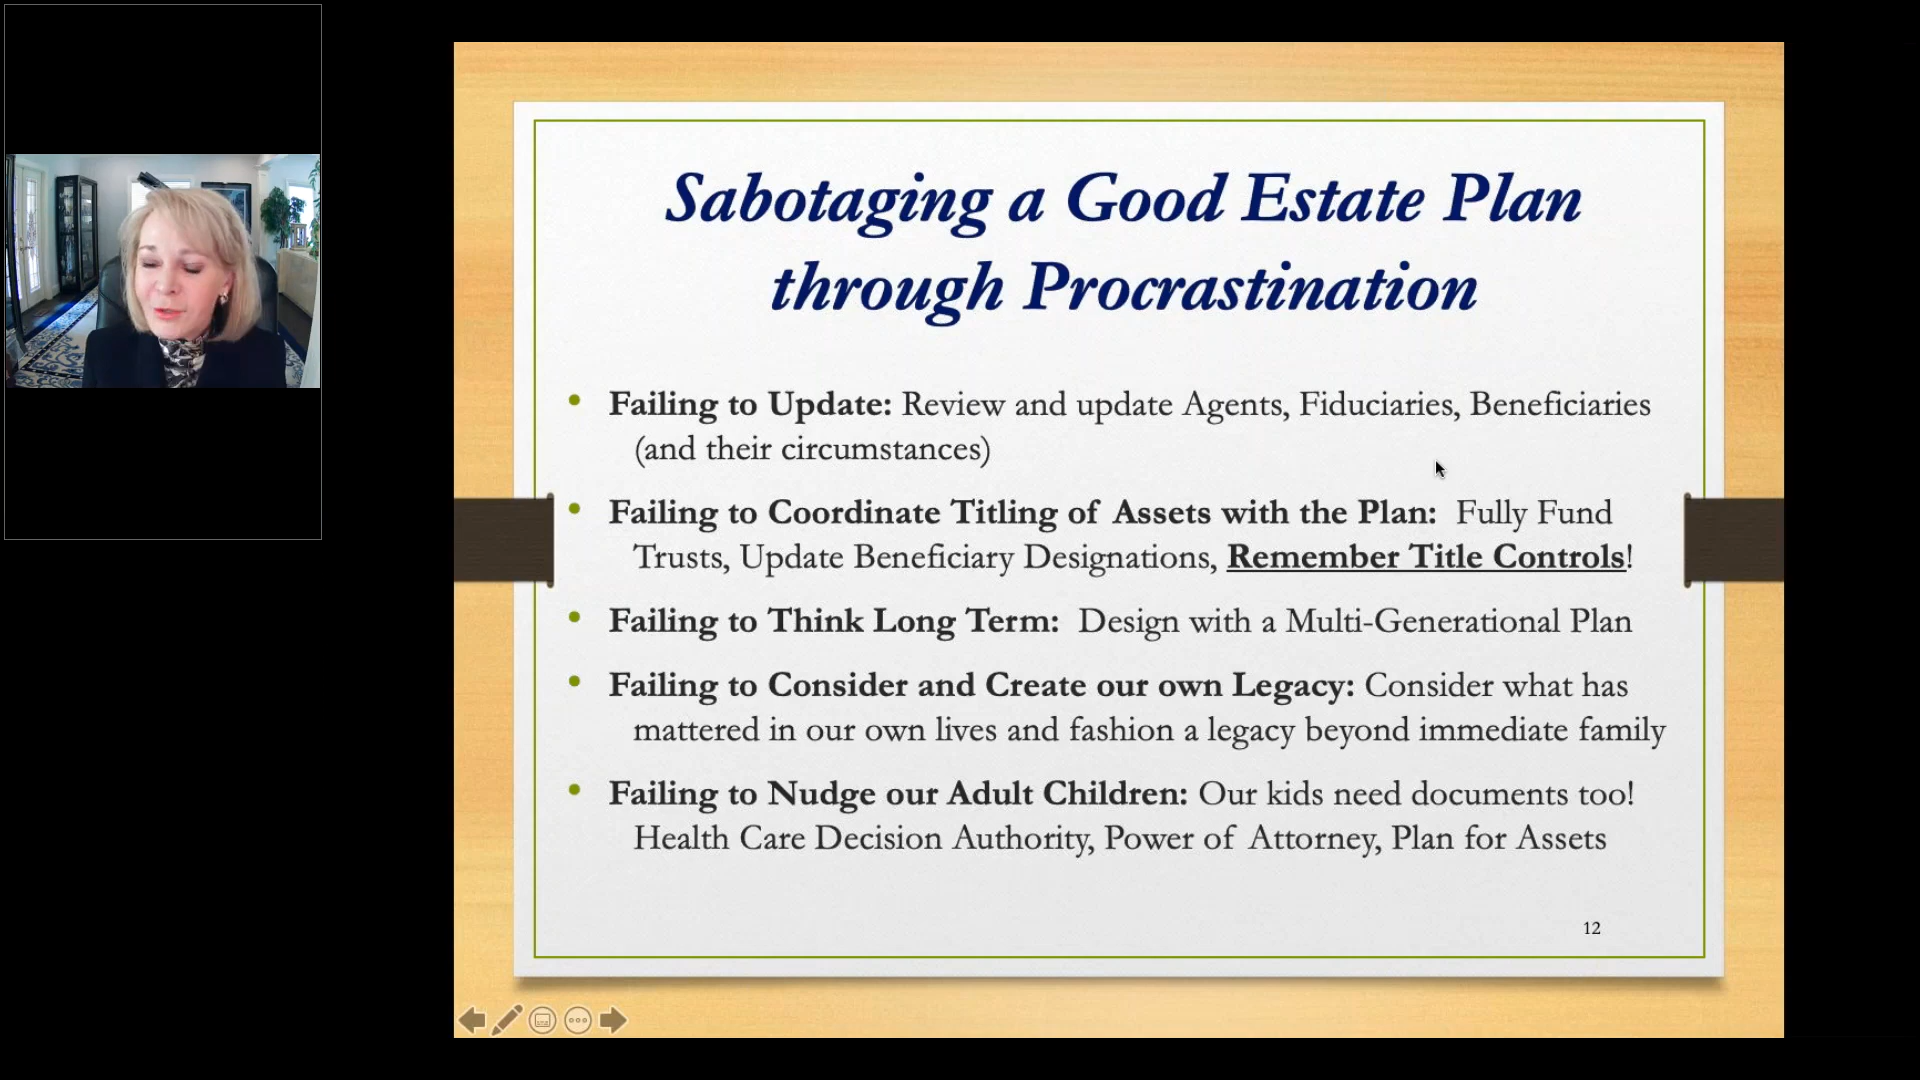 Sabotaging a Good Estate Plan
through Procrastination
• Failing to Update: Review and update Agents, Fiduciaries, Beneficiaries
(and their circumstances)
• Failing to Coordinate Titling of Assets with the Plan: Fully Fund
Trusts, Update Beneficiary Designations, Remember Title Controls!
• Failing to Think Long Term: Design with a Multi-Generational Plan
• Failing to Consider and Create our own Legacy: Consider what has
mattered in our own lives and fashion a legacy beyond immediate family
• Failing to Nudge our Adult Children: Our kids need documents too!
Health Care Decision Authority, Power of Attorney, Plan for Assets
12